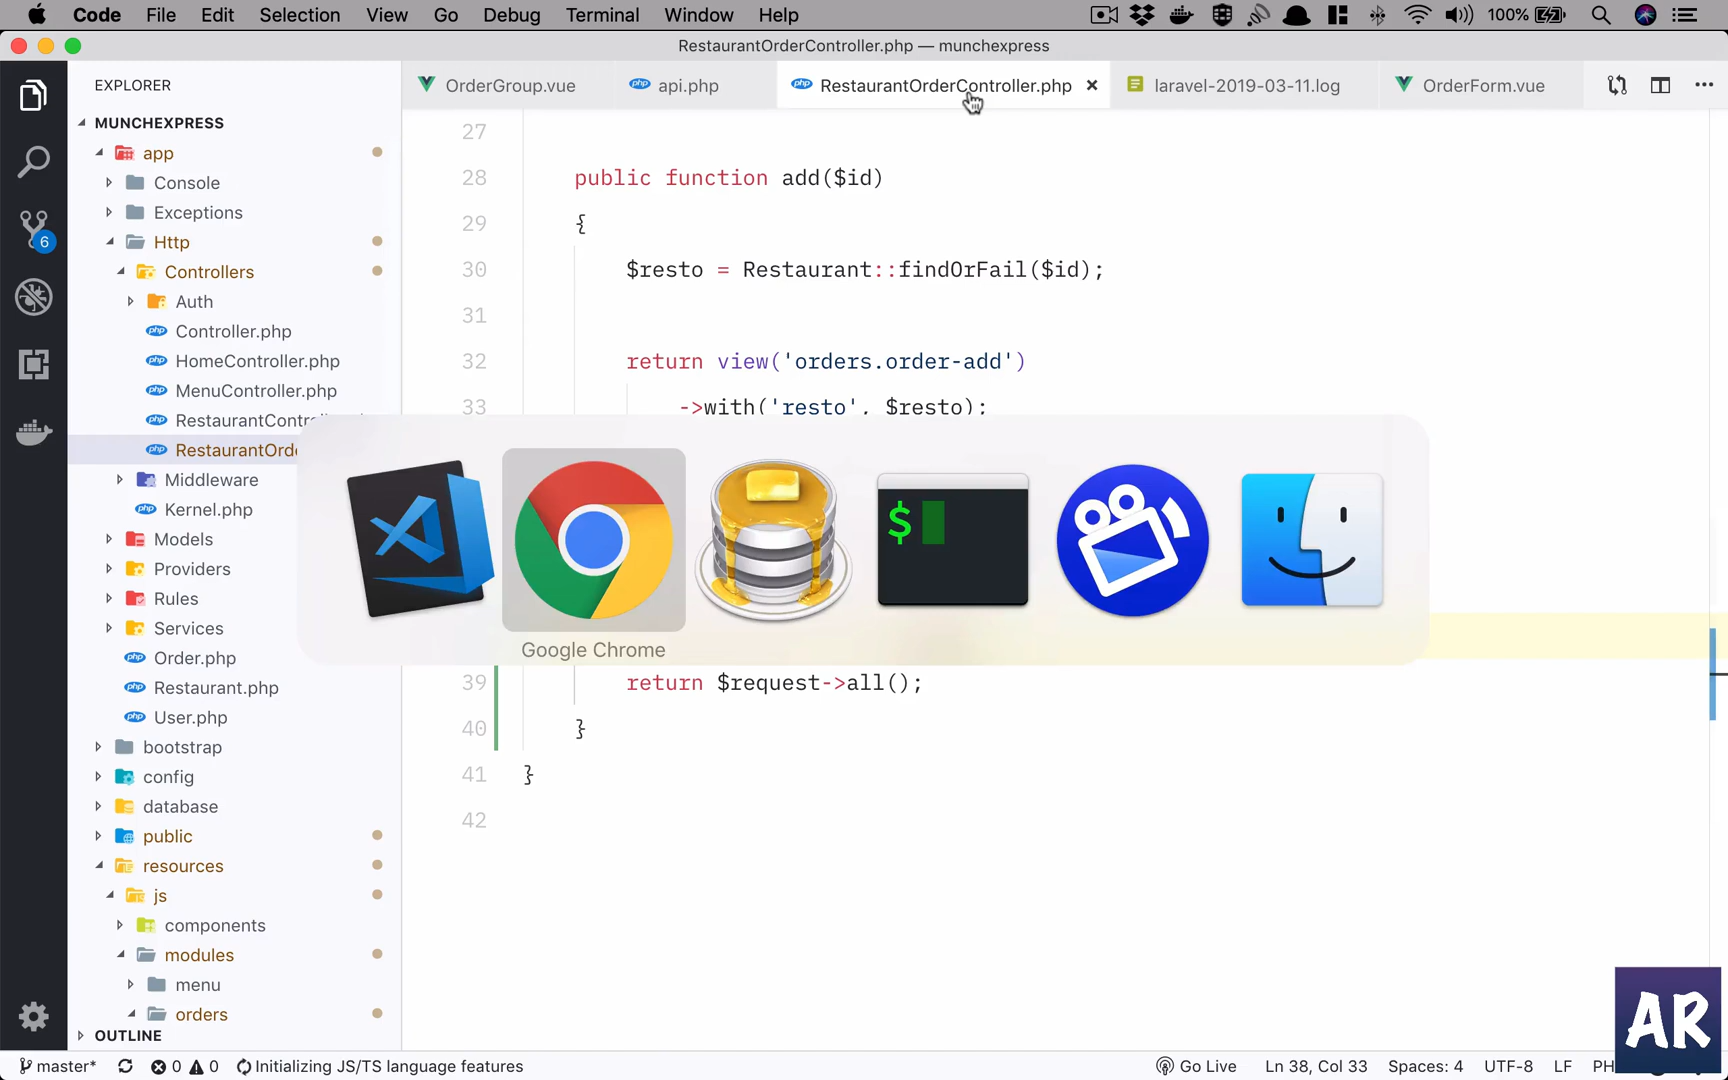 Code File Edit Selection View Go Debug Terminal Window Help 100%
RestaurantOrderController.php — munchexpress
EXPLORER
OrderGroup.vue
api.php
RestaurantOrderController.php
laravel-2019-03-11.log
OrderForm.vue
MUNCHEXPRESS
app
Console
Exceptions
Http
Controllers
Auth
Controller.php
HomeController.php
MenuController.php
RestaurantContr
RestaurantOrde
Middleware
Kernel.php
Models
Providers
Rules
Services
Order.php
Restaurant.php
User.php
bootstrap
config
database
public
resources
js
components
modules
menu
orders
OUTLINE
6
27
28 public function add($id)
29 {
30 $resto = Restaurant::findOrFail($id);
31
32 return view('orders.order-add')
33 ->with('resto', $resto);
$
Google Chrome
39 return $request->all();
40 }
41 }
42
AR
master* 0 0 Initializing JS/TS language features Go Live Ln 38, Col 33 Spaces: 4 UTF-8 LF PH